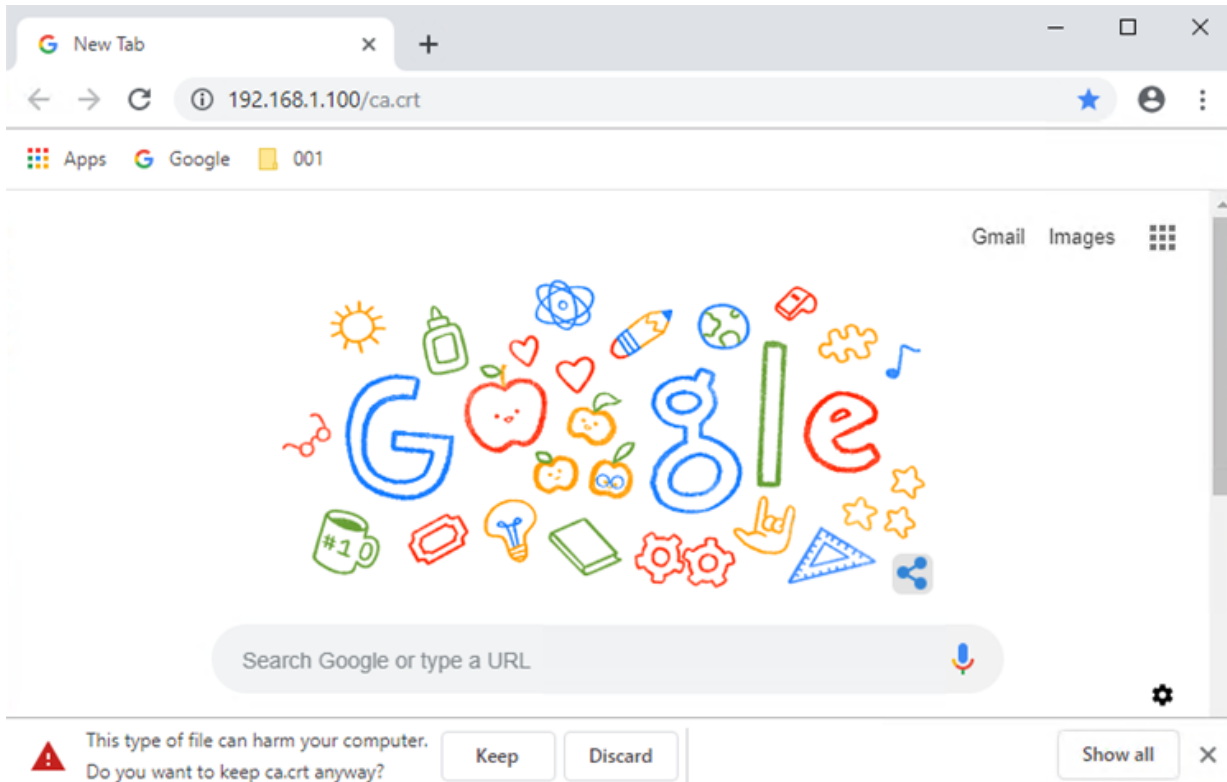 New Tab
192.168.1.100/ca.crt
Apps Google 001
Gmail Images
Google
#1
Search Google or type a URL
This type of file can harm your computer.
Do you want to keep ca.crt anyway?
Keep Discard Show all